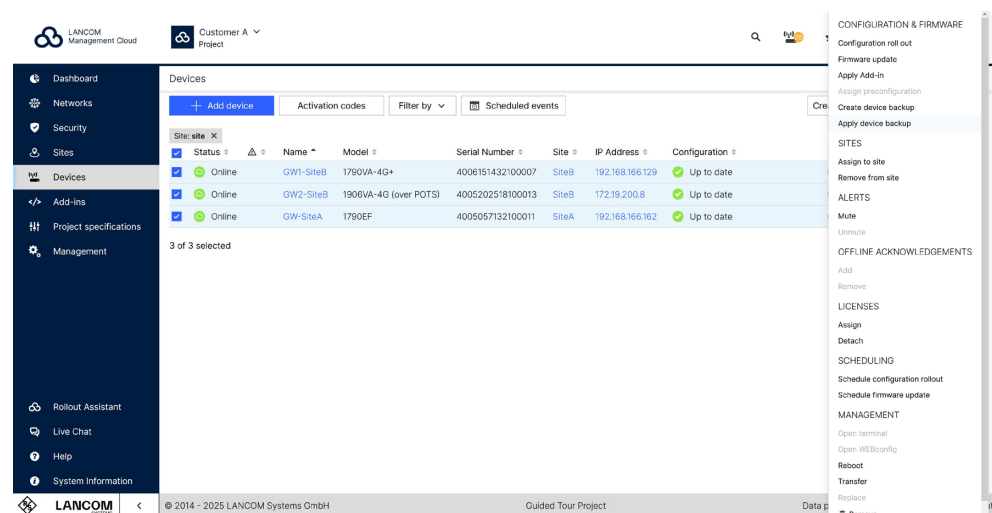 LANCOM
Management Cloud
Customer A
Project
Dashboard
Networks
Security
Sites
Devices
Add-ins
Project specifications
Management
Rollout Assistant
Live Chat
Help
System Information
LANCOM
SYSTEMS
Devices
Add device
Activation codes
Filter by
Scheduled events
Cre
Site: site X
Status Name Model Serial Number Site IP Address Configuration
Online GW1-SiteB 1790VA-4G+ 4006151432100007 SiteB 192.168.166.129 Up to date
Online GW2-SiteB 1906VA-4G (over POTS) 4005202518100013 SiteB 172.19.200.8 Up to date
Online GW-SiteA 1790EF 4005057132100011 SiteA 192.168.166.162 Up to date
3 of 3 selected
CONFIGURATION & FIRMWARE
Configuration roll out
Firmware update
Apply Add-in
Assign preconfiguration
Create device backup
Apply device backup
SITES
Assign to site
Remove from site
ALERTS
Mute
Unmute
OFFLINE ACKNOWLEDGEMENTS
Add
Remove
LICENSES
Assign
Detach
SCHEDULING
Schedule configuration rollout
Schedule firmware update
MANAGEMENT
Open terminal
Open WEBconfig
Reboot
Transfer
Replace
© 2014 - 2025 LANCOM Systems GmbH
Guided Tour Project
Data p